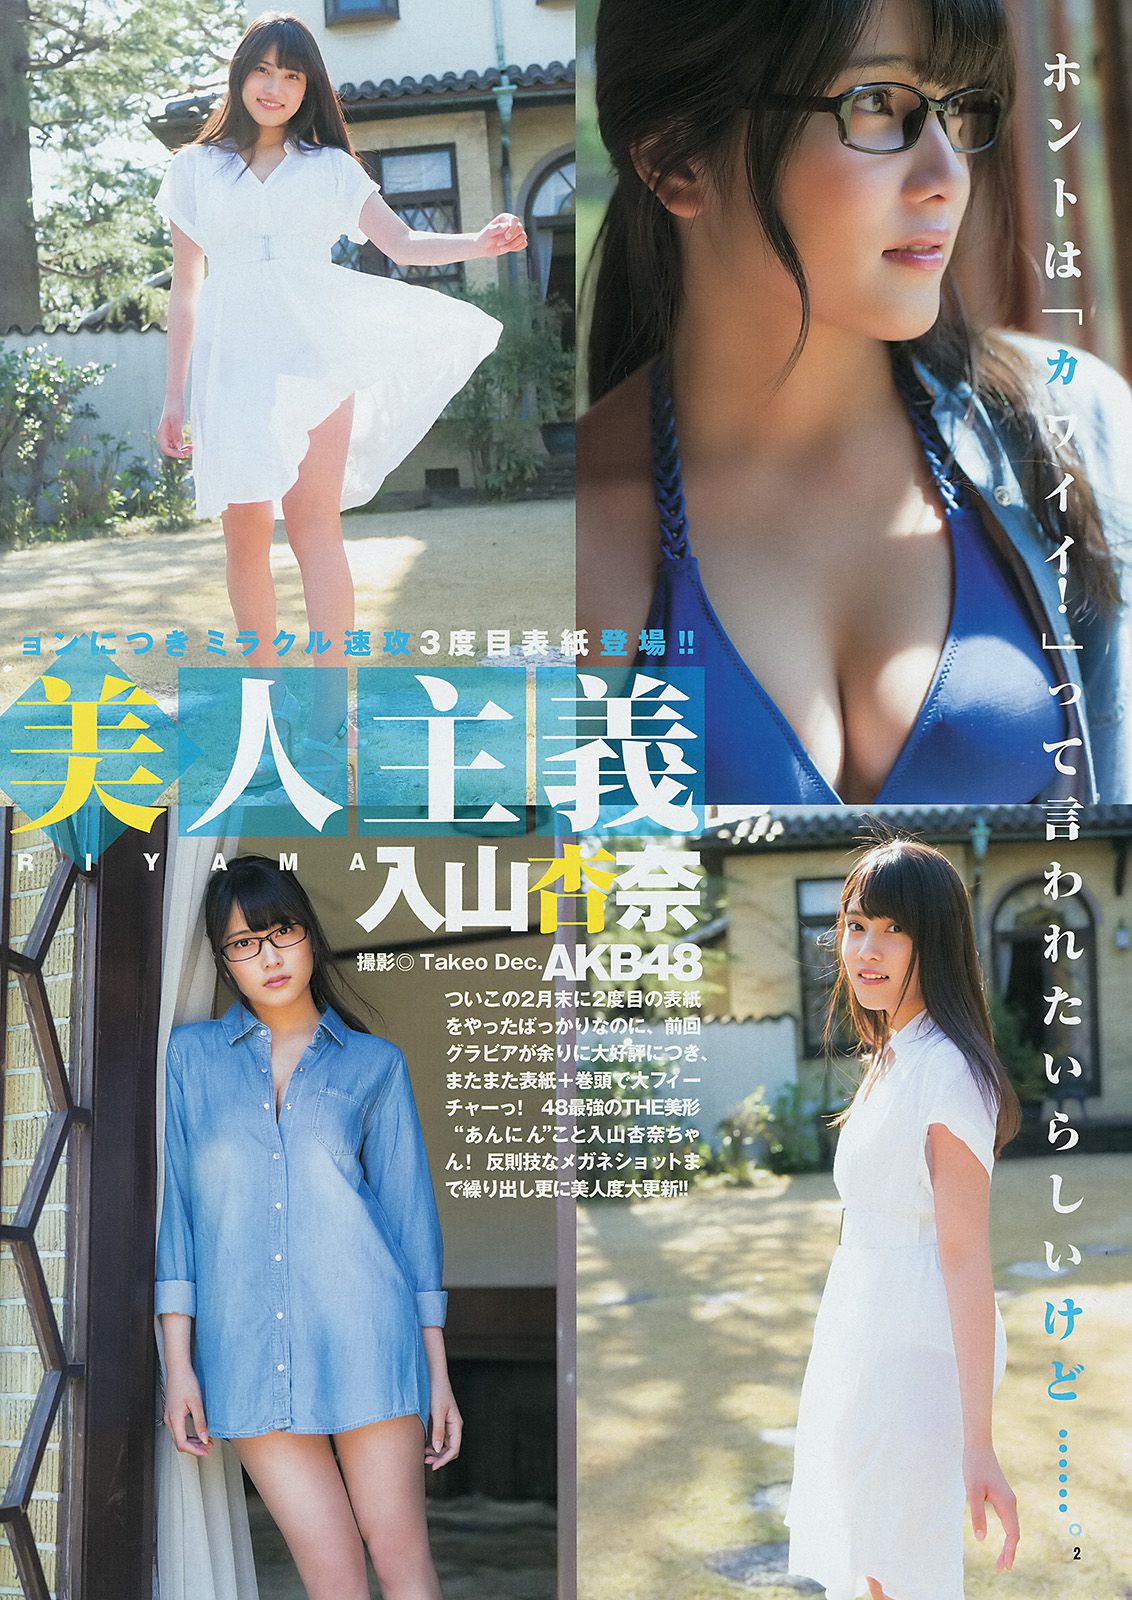 ホントは「カワイイ！」って言われたいらしいけど……。
ョンにつきミラクル速攻3度目表紙登場!!
美人主義
RIYAMA
入山杏奈
撮影◎ Takeo Dec. AKB48
ついこの2月末に2度目の表紙
をやったばっかりなのに、前回
グラビアが余りに大好評につき、
またまた表紙＋巻頭で大フィー
チャーっ！ 48最強のTHE美形
“あんにん”こと入山杏奈ちゃ
ん！ 反則技なメガネショットま
で繰り出し更に美人度大更新!!
2